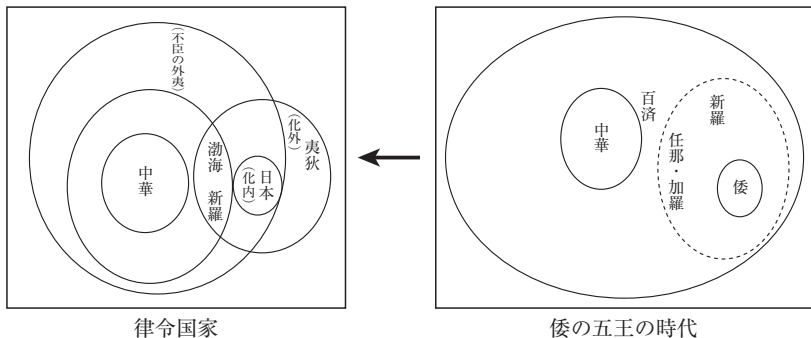 中華
百済
新羅
任那・加羅
倭
倭の五王の時代
(不臣の外夷)
中華
渤海 新羅
日本
(化内)
夷狄
(化外)
律令国家